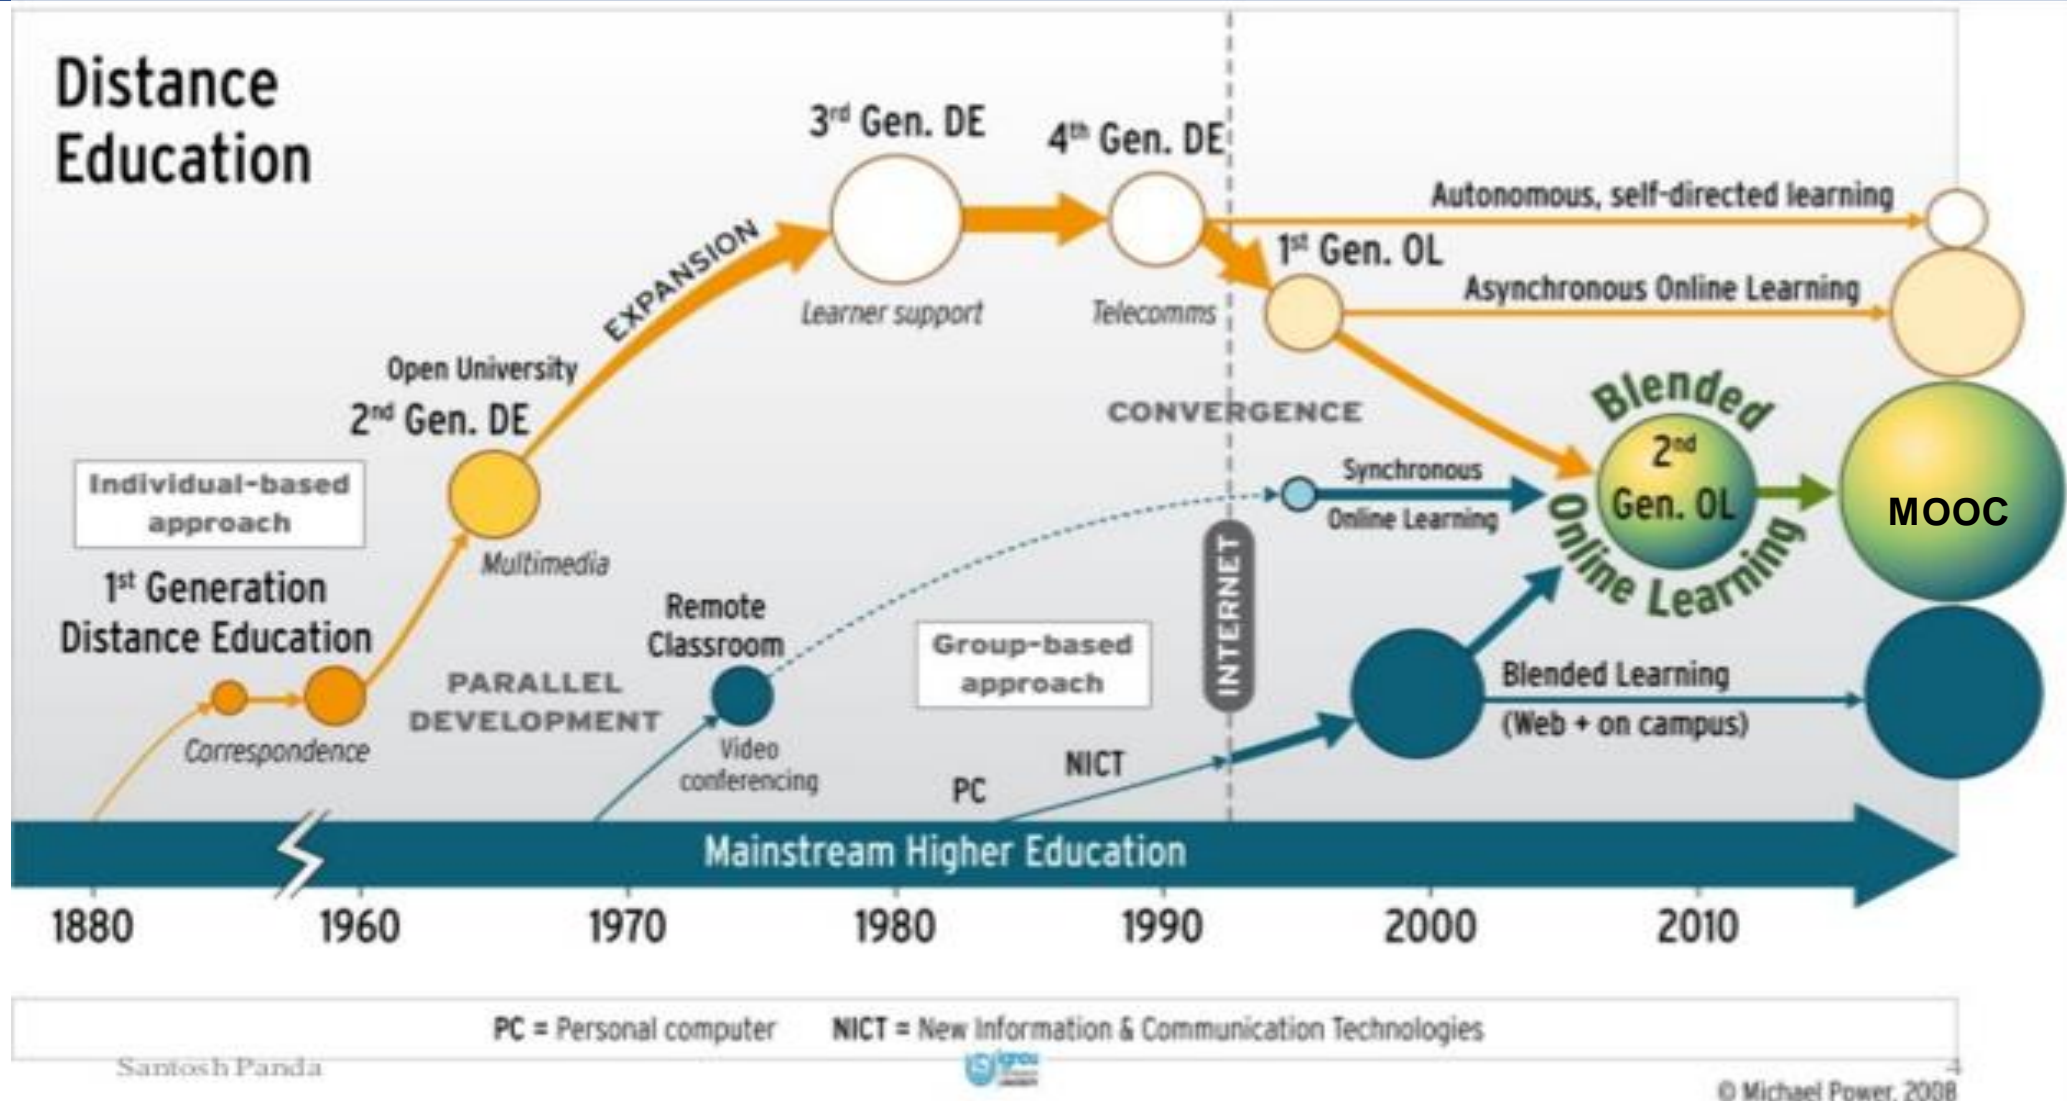 Distance
Education
3rd Gen. DE
4th Gen. DE
Autonomous, self-directed learning
EXPANSION
1st Gen. OL
Asynchronous Online Learning
Learner support
Telecomms
Open University
2nd Gen. DE
CONVERGENCE
Blended
2nd
Gen. OL
Online Learning
MOOC
Individual-based
approach
Synchronous
Online Learning
Multimedia
1st Generation
Distance Education
Remote
Classroom
Group-based
approach
INTERNET
PARALLEL
DEVELOPMENT
Blended Learning
(Web + on campus)
Correspondence
Video
conferencing
NICT
PC
Mainstream Higher Education
1880 1960 1970 1980 1990 2000 2010
PC = Personal computer NICT = New Information & Communication Technologies
Santosh Panda
ignou
UNIVERSITY
© Michael Power, 2008